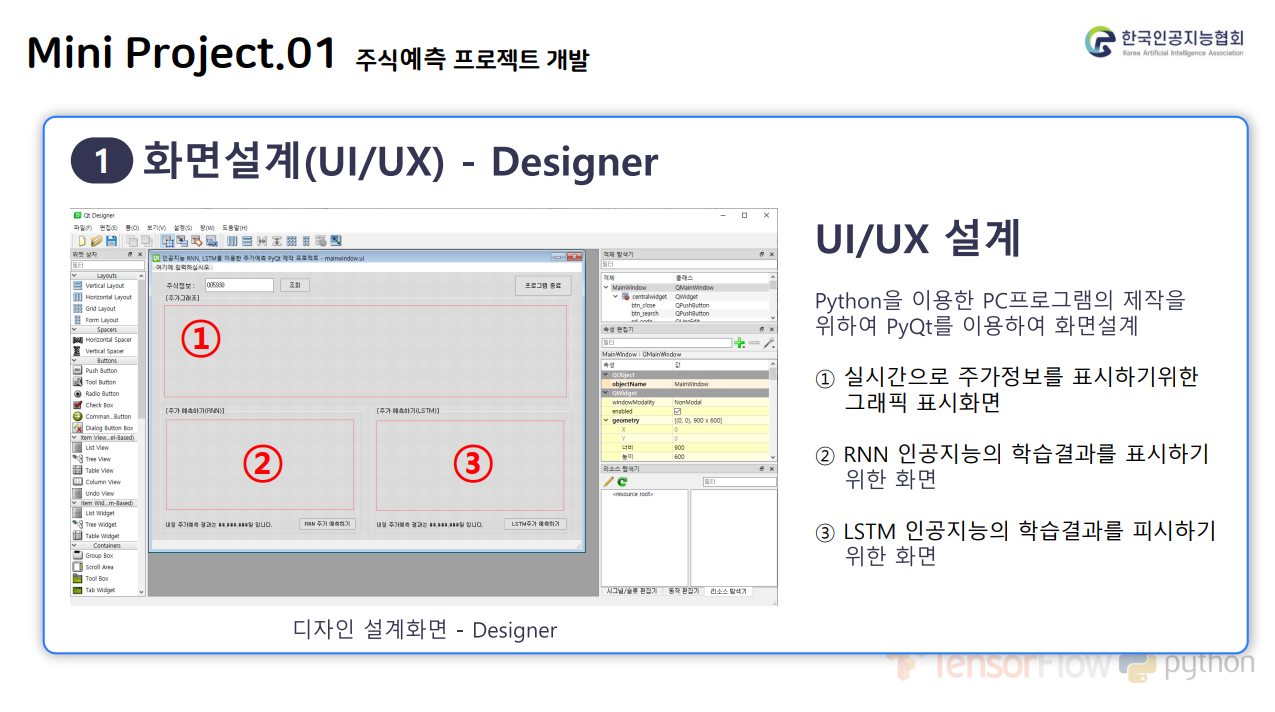 Mini Project.01 주식예측 프로젝트 개발
한국인공지능협회
Korea Artificial Intelligence Association
1 화면설계(UI/UX) - Designer
Qt Designer
파일(F) 편집(E) 폼(O) 보기(V) 설정(S) 창(W) 도움말(H)
위젯 상자
필터
Layouts
Vertical Layout
Horizontal Layout
Grid Layout
Form Layout
Spacers
Horizontal Spacer
Vertical Spacer
Buttons
Push Button
Tool Button
Radio Button
Check Box
Comman...Button
Dialog Button Box
Item View...el-Based)
List View
Tree View
Table View
Column View
Undo View
Item Wid...m-Based)
List Widget
Tree Widget
Table Widget
Containers
Group Box
Scroll Area
Tool Box
Tab Widget
인공지능 RNN, LSTM을 이용한 주가예측 PyQt 제작 프로젝트 - mainwindow.ui
여기에 입력하십시오
주식정보 : 005930 조회 프로그램 종료
[주가그래프]
①
[주가 예측하기(RNN)] [주가 예측하기(LSTM)]
② ③
내일 주가예측 결과는 ##,###,###일 입니다. RNN 주가 예측하기
내일 주가예측 결과는 ##,###,###일 입니다. LSTM주가 예측하기
객체 탐색기
필터
객체 클래스
MainWindow QMainWindow
centralwidget QWidget
btn_close QPushButton
btn_search QPushButton
속성 편집기
필터
MainWindow : QMainWindow
속성 값
QObject
objectName MainWindow
QWidget
windowModality NonModal
enabled
geometry [(0, 0), 900 x 600]
X 0
Y 0
너비 900
높이 600
리소스 탐색기
필터
<resource root>
시그널/슬롯 편집기 동작 편집기 리소스 탐색기
디자인 설계화면 - Designer
UI/UX 설계
Python을 이용한 PC프로그램의 제작을
위하여 PyQt를 이용하여 화면설계
① 실시간으로 주가정보를 표시하기위한
그래픽 표시화면
② RNN 인공지능의 학습결과를 표시하기
위한 화면
③ LSTM 인공지능의 학습결과를 피시하기
위한 화면
TensorFlow python